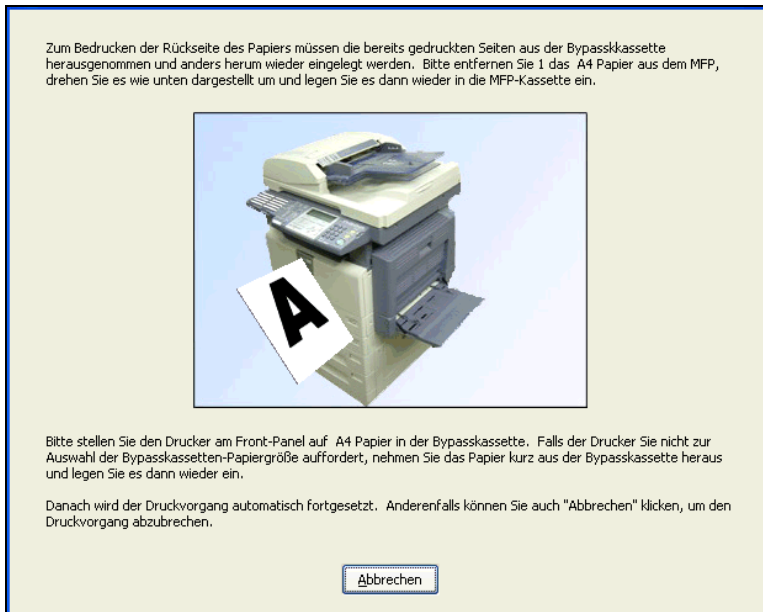 Zum Bedrucken der Rückseite des Papiers müssen die bereits gedruckten Seiten aus der Bypasskkassette
herausgenommen und anders herum wieder eingelegt werden.  Bitte entfernen Sie 1 das  A4 Papier aus dem MFP,
drehen Sie es wie unten dargestellt um und legen Sie es dann wieder in die MFP-Kassette ein.
A
Bitte stellen Sie den Drucker am Front-Panel auf  A4 Papier in der Bypasskassette.  Falls der Drucker Sie nicht zur
Auswahl der Bypasskassetten-Papiergröße auffordert, nehmen Sie das Papier kurz aus der Bypasskassette heraus
und legen Sie es dann wieder ein.
Danach wird der Druckvorgang automatisch fortgesetzt.  Anderenfalls können Sie auch "Abbrechen" klicken, um den
Druckvorgang abzubrechen.
Abbrechen